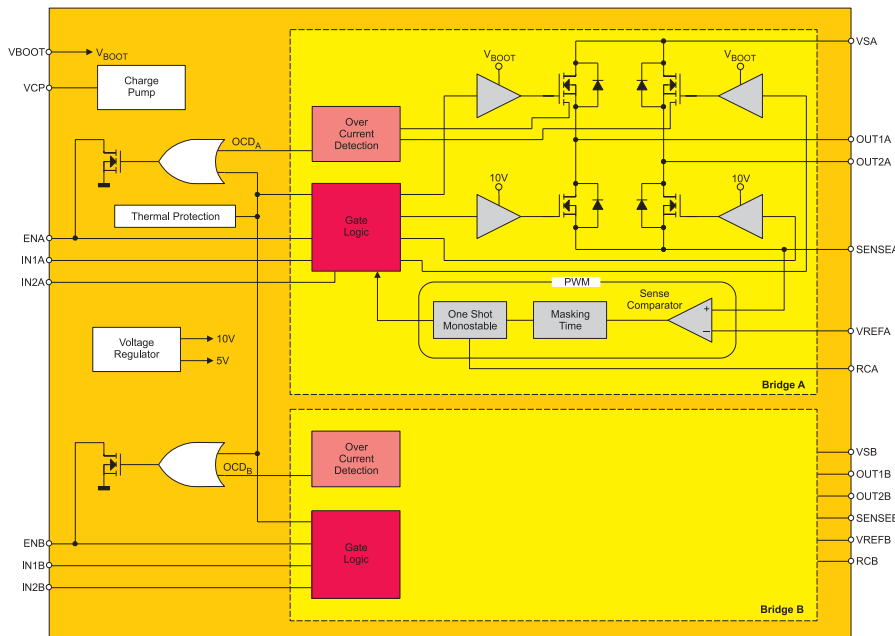 VBOOT
VBOOT
VCP
Charge
Pump
OCDA
Over
Current
Detection
VBOOT
VBOOT
VSA
OUT1A
OUT2A
10V
10V
Thermal Protection
Gate
Logic
ENA
IN1A
IN2A
SENSEA
PWM
Sense
Comparator
One Shot
Monostable
Masking
Time
+
–
VREFA
RCA
Voltage
Regulator
10V
5V
Bridge A
OCDB
Over
Current
Detection
VSB
OUT1B
OUT2B
SENSEB
VREFB
RCB
ENB
IN1B
IN2B
Gate
Logic
Bridge B